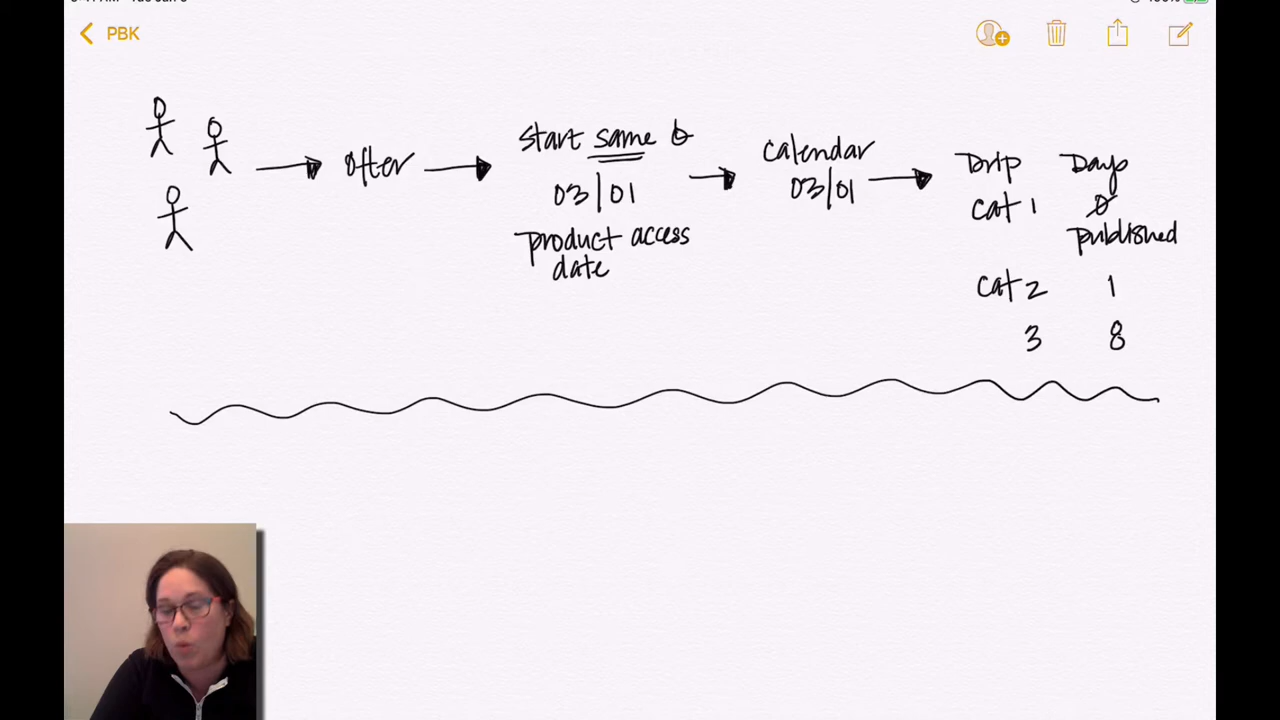 PBK
offer
start same
03/01
product access
date
calendar
03/01
Drip Days
cat 1 0
published
cat 2 1
3 8